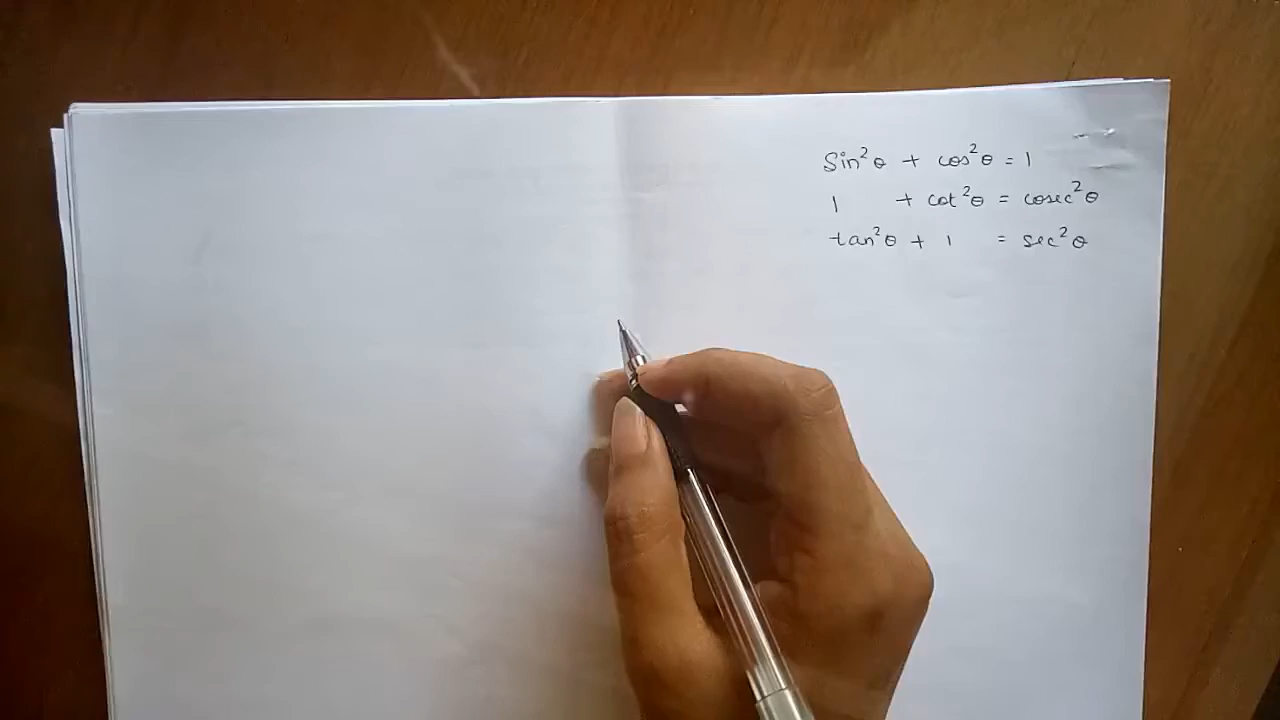 Sin²θ + cos²θ = 1
1 + cot²θ = cosec²θ
tan²θ + 1 = sec²θ